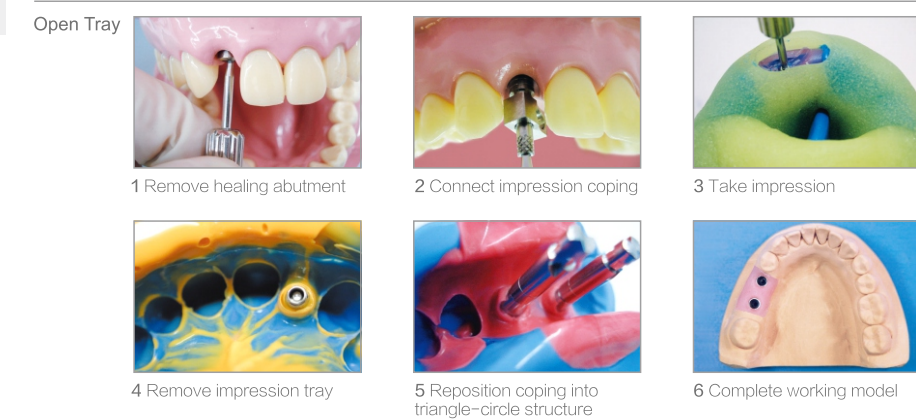 Open Tray
1 Remove healing abutment
2 Connect impression coping
3 Take impression
4 Remove impression tray
5 Reposition coping into
triangle-circle structure
6 Complete working model